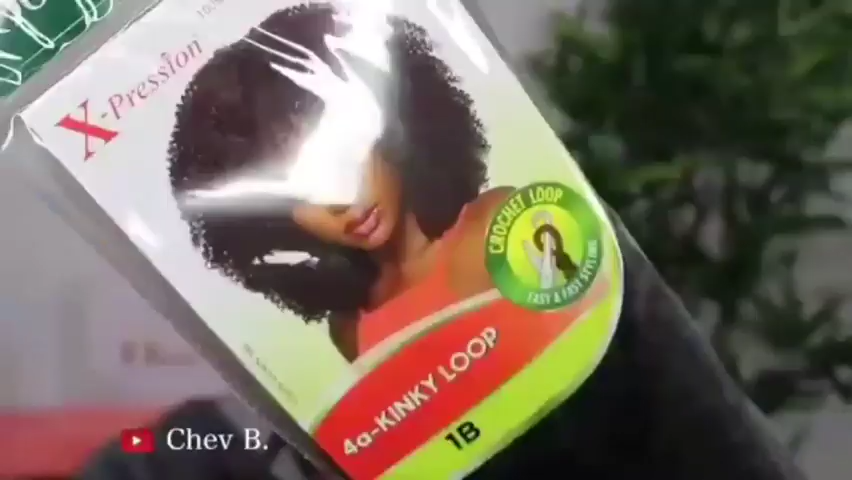 X-Pression
CROCHET LOOP
EASY & FAST STYLING
4a-KINKY LOOP
1B
Chev B.